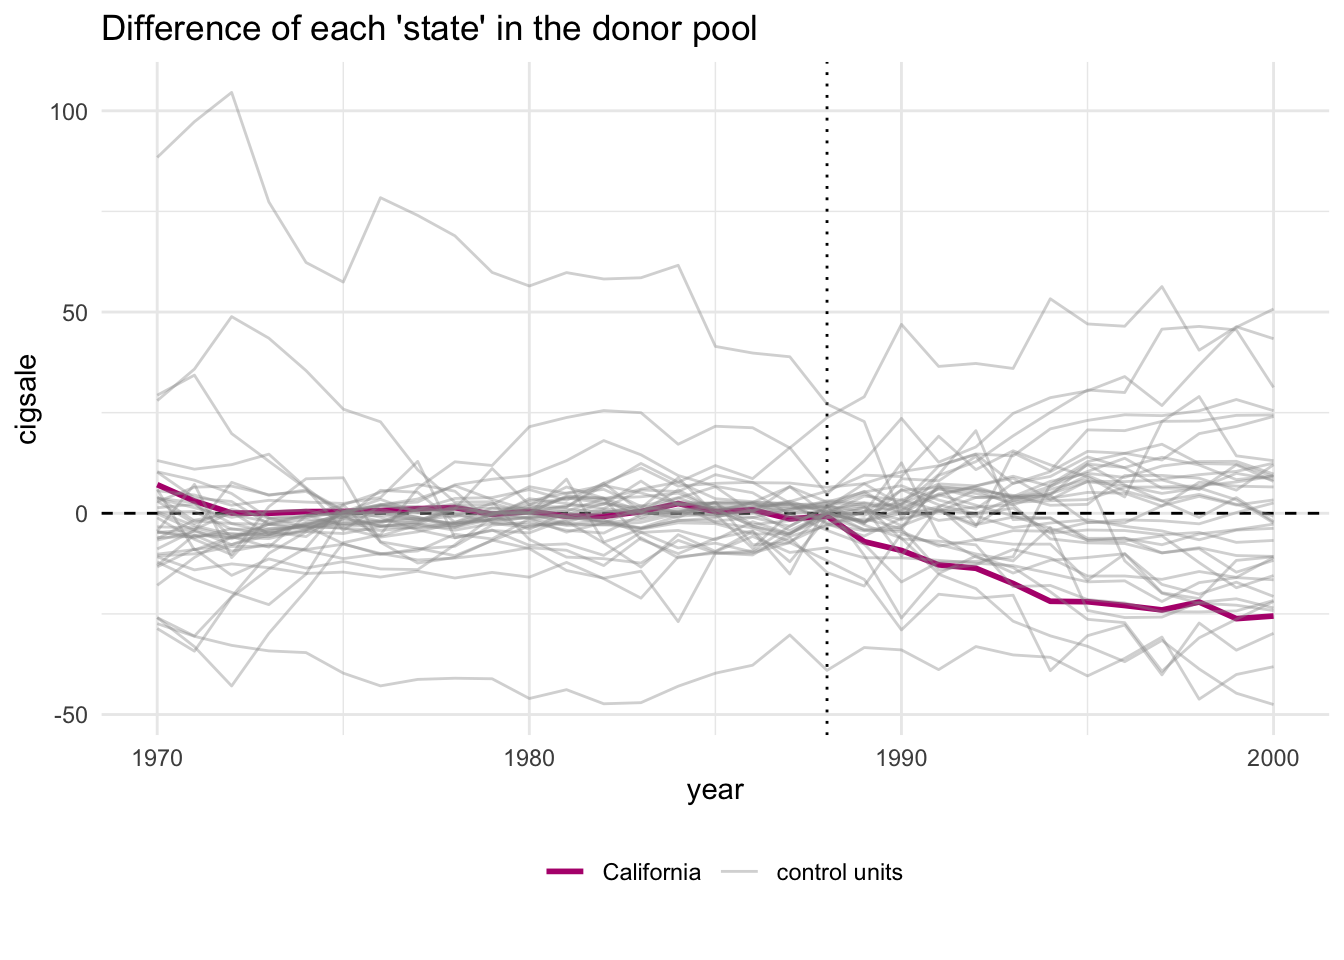 Difference of each 'state' in the donor pool
100
50
0
-50
cigsale
1970 1980 1990 2000
year
California control units